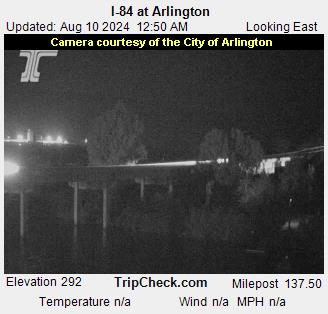 I-84 at Arlington
Updated: Aug 10 2024 12:50 AM Looking East
Camera courtesy of the City of Arlington
Elevation 292 TripCheck.com Milepost 137.50
Temperature n/a Wind n/a MPH n/a